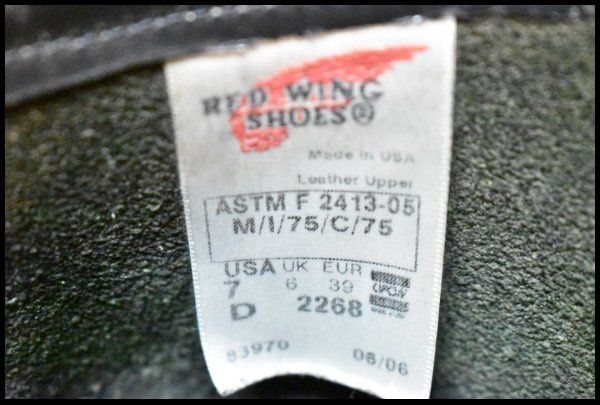 RED WING
SHOES®
Made in USA
Leather Upper
ASTM F 2413-05
M/I/75/C/75
USA UK EUR
7 6 39
D 2268
83970 06/06